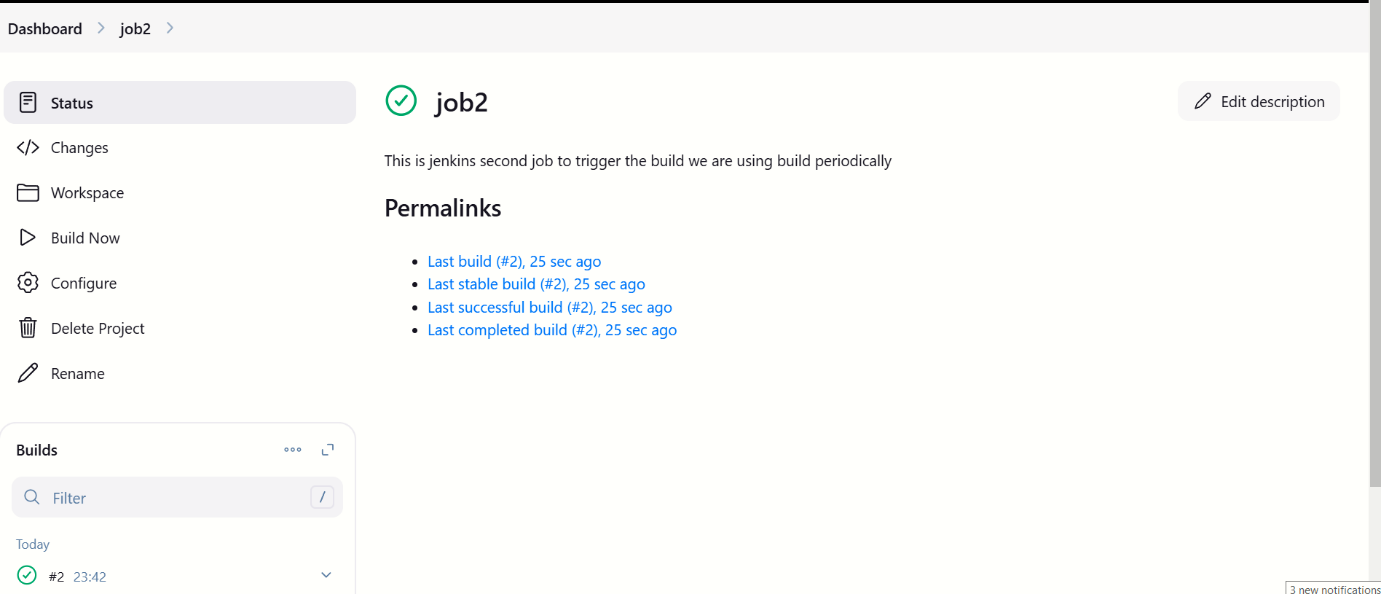 Dashboard > job2 >
Status
Changes
Workspace
Build Now
Configure
Delete Project
Rename
Builds
Filter /
Today
#2 23:42
job2
Edit description
This is jenkins second job to trigger the build we are using build periodically
Permalinks
Last build (#2), 25 sec ago
Last stable build (#2), 25 sec ago
Last successful build (#2), 25 sec ago
Last completed build (#2), 25 sec ago
3 new notifications